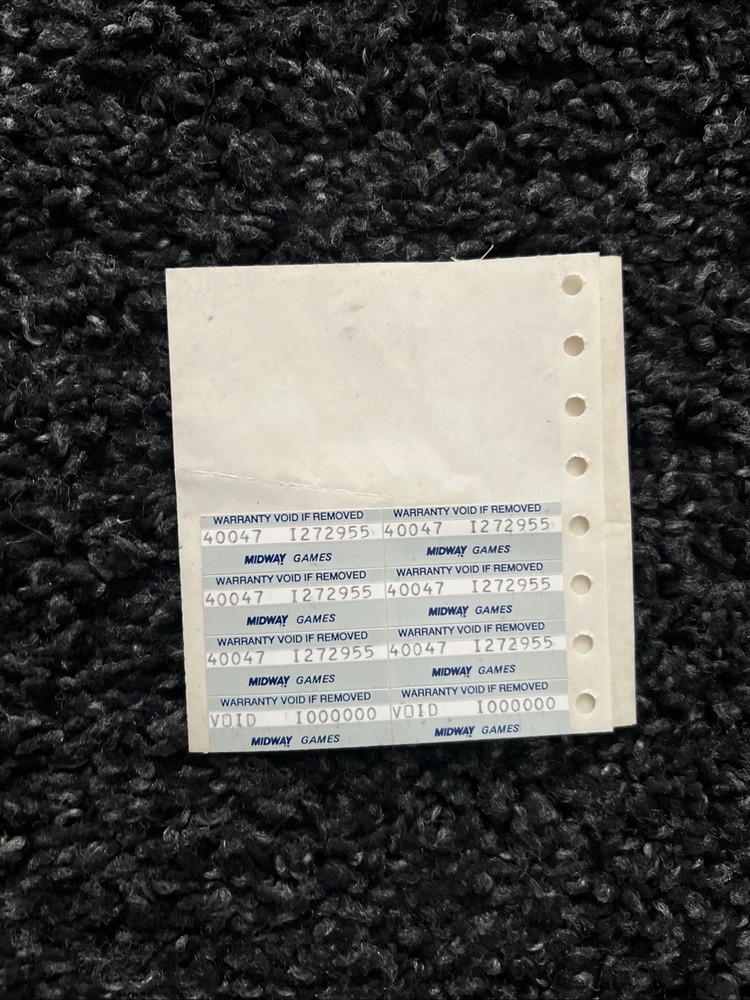 WARRANTY VOID IF REMOVED
40047 I272955
MIDWAY GAMES
WARRANTY VOID IF REMOVED
40047 I272955
MIDWAY GAMES
WARRANTY VOID IF REMOVED
40047 I272955
MIDWAY GAMES
WARRANTY VOID IF REMOVED
40047 I272955
MIDWAY GAMES
WARRANTY VOID IF REMOVED
40047 I272955
MIDWAY GAMES
WARRANTY VOID IF REMOVED
40047 I272955
MIDWAY GAMES
WARRANTY VOID IF REMOVED
VOID I000000
MIDWAY GAMES
WARRANTY VOID IF REMOVED
VOID I000000
MIDWAY GAMES